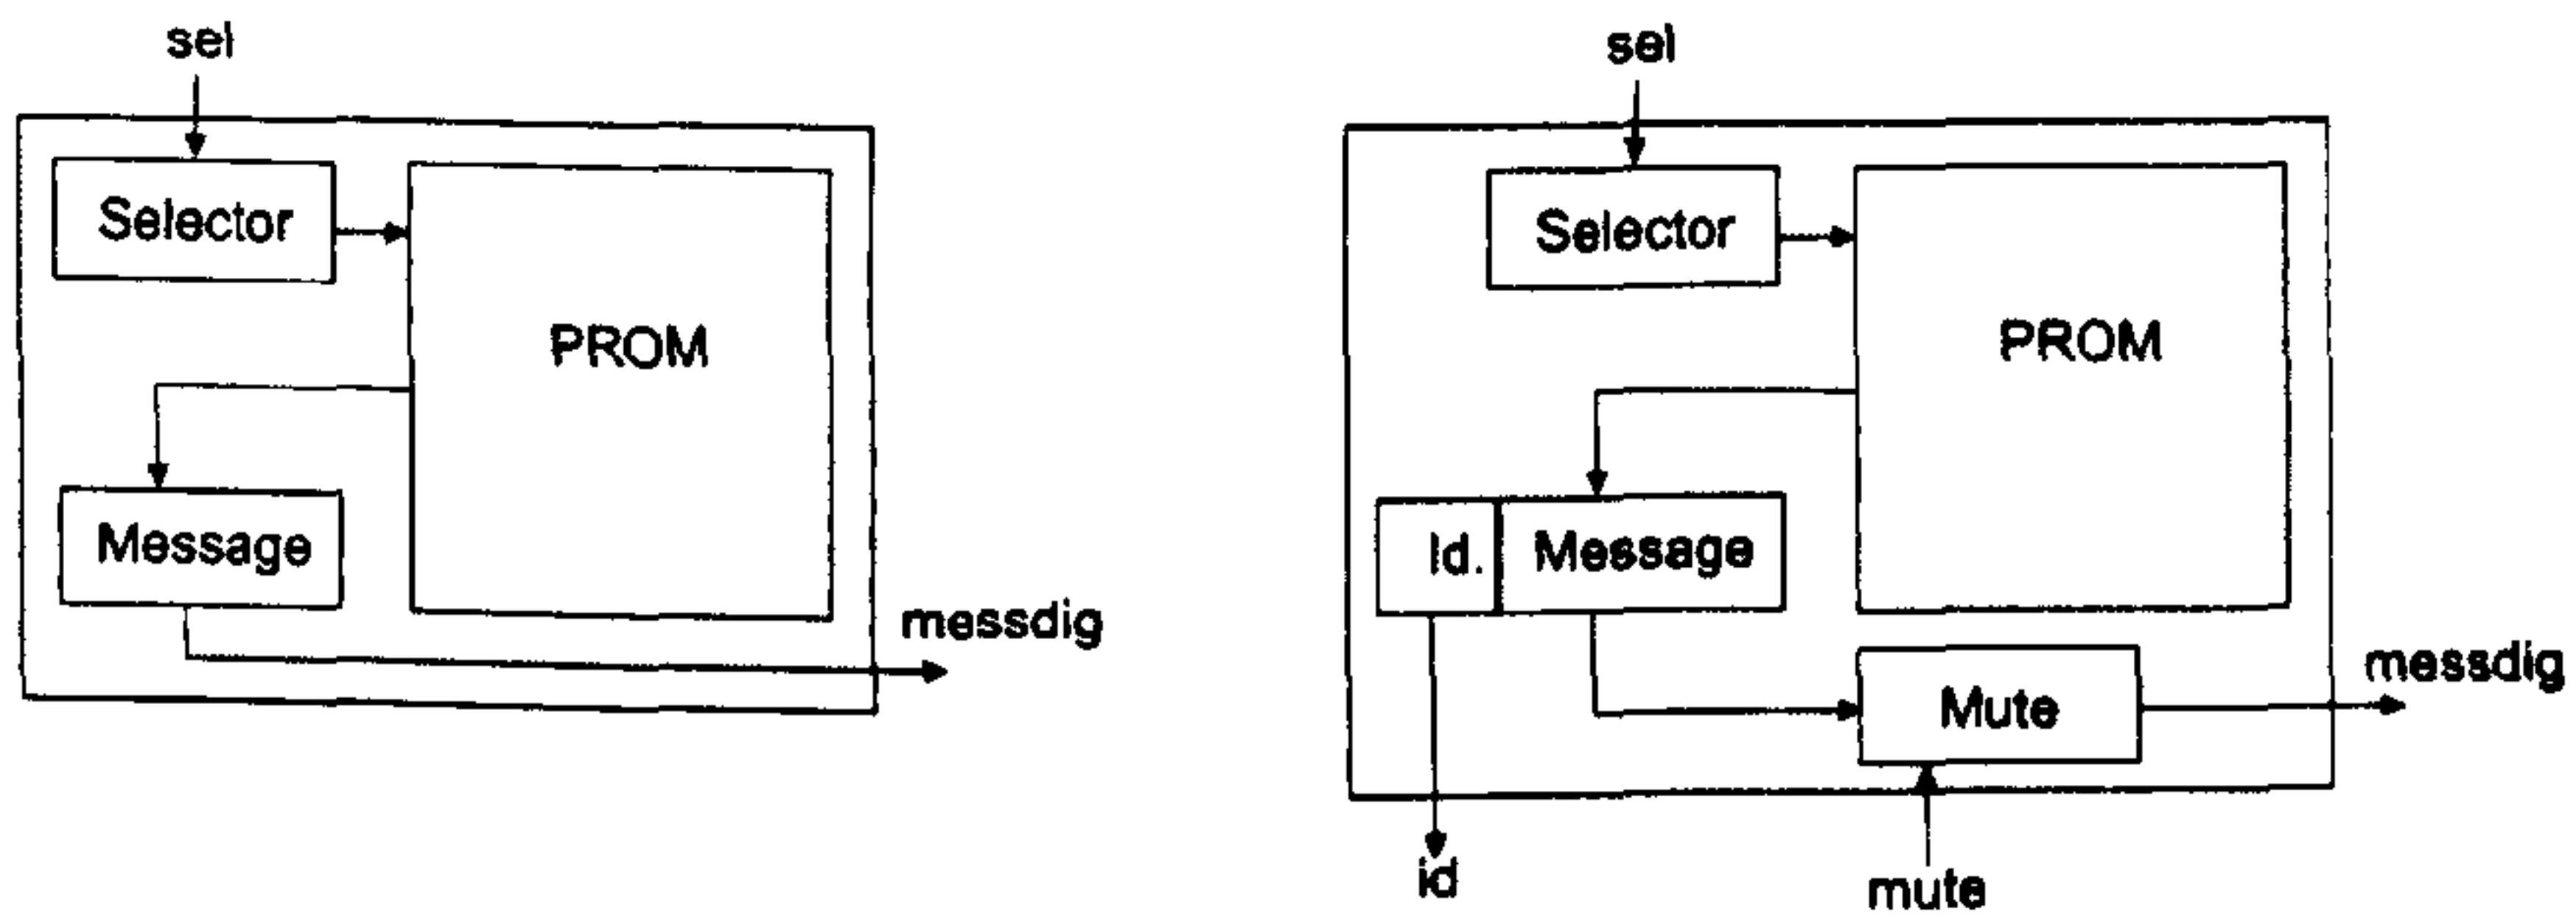 sel
Selector
PROM
Message
messdig
sel
Selector
PROM
Id.
Message
Mute
messdig
id
mute